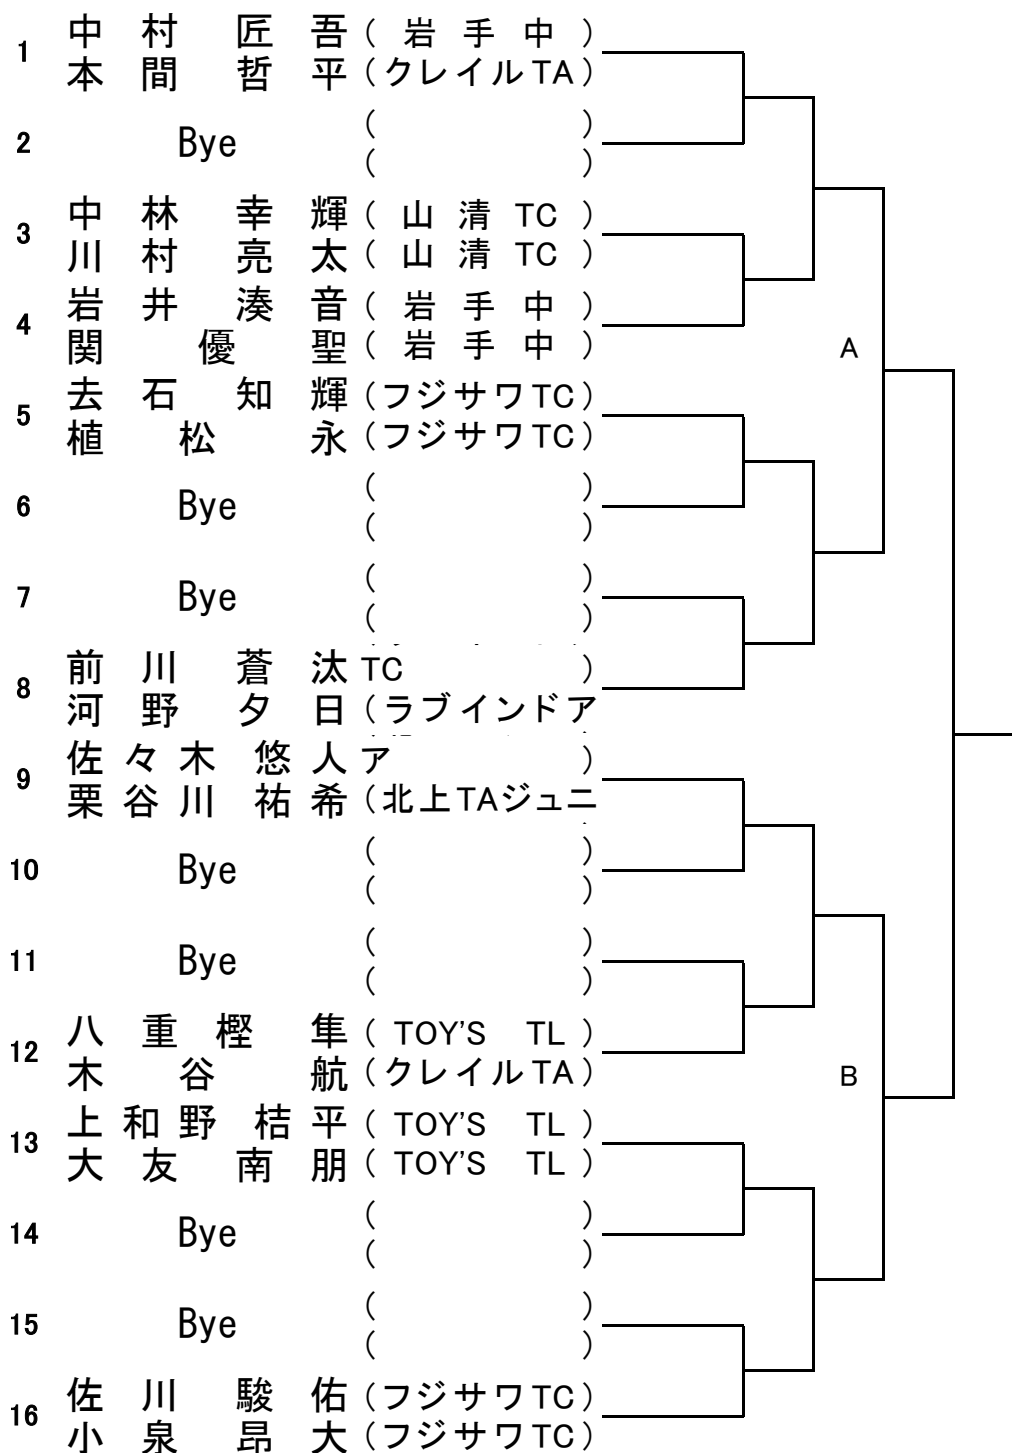 1 中村 匠吾 (岩手中)
本間 哲平 (クレイルTA)
2 Bye ( )
( )
3 中林 幸輝 (山清TC)
川村 亮太 (山清TC)
4 岩井 湊音 (岩手中)
関 優聖 (岩手中)
5 去石 知輝 (フジサワTC)
植松 永 (フジサワTC)
6 Bye ( )
( )
7 Bye ( )
( )
8 前川 蒼汰 TC )
河野 夕日 (ラブインドア
9 佐々木 悠人 ア )
栗谷川 祐希 (北上TAジュニ
10 Bye ( )
( )
11 Bye ( )
( )
12 八重樫 隼 (TOY'S TL)
木谷 航 (クレイルTA)
13 上和野 桔平 (TOY'S TL)
大友 南朋 (TOY'S TL)
14 Bye ( )
( )
15 Bye ( )
( )
16 佐川 駿佑 (フジサワTC)
小泉 昂大 (フジサワTC)
A
B